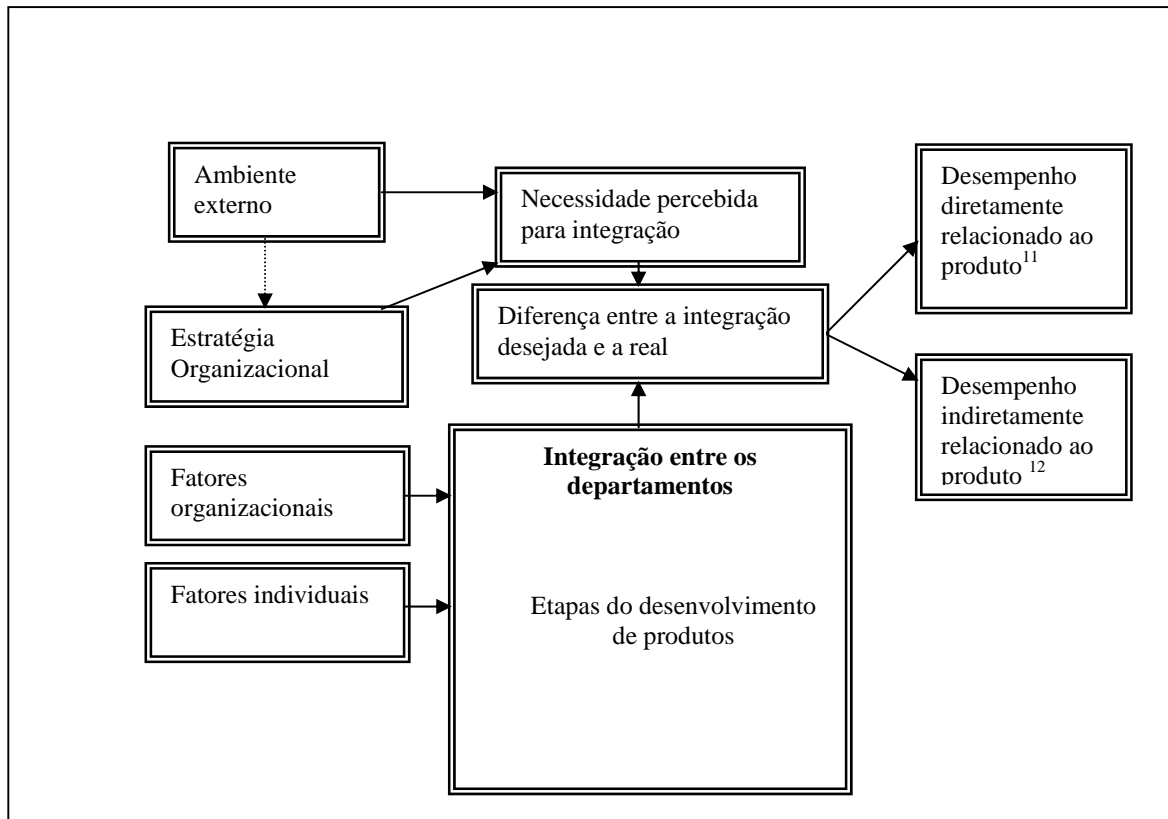 Ambiente
externo
Necessidade percebida
para integração
Desempenho
diretamente
relacionado ao
produto11
Estratégia
Organizacional
Diferença entre a integração
desejada e a real
Desempenho
indiretamente
relacionado ao
produto 12
Fatores
organizacionais
Integração entre os
departamentos
Fatores individuais
Etapas do desenvolvimento
de produtos